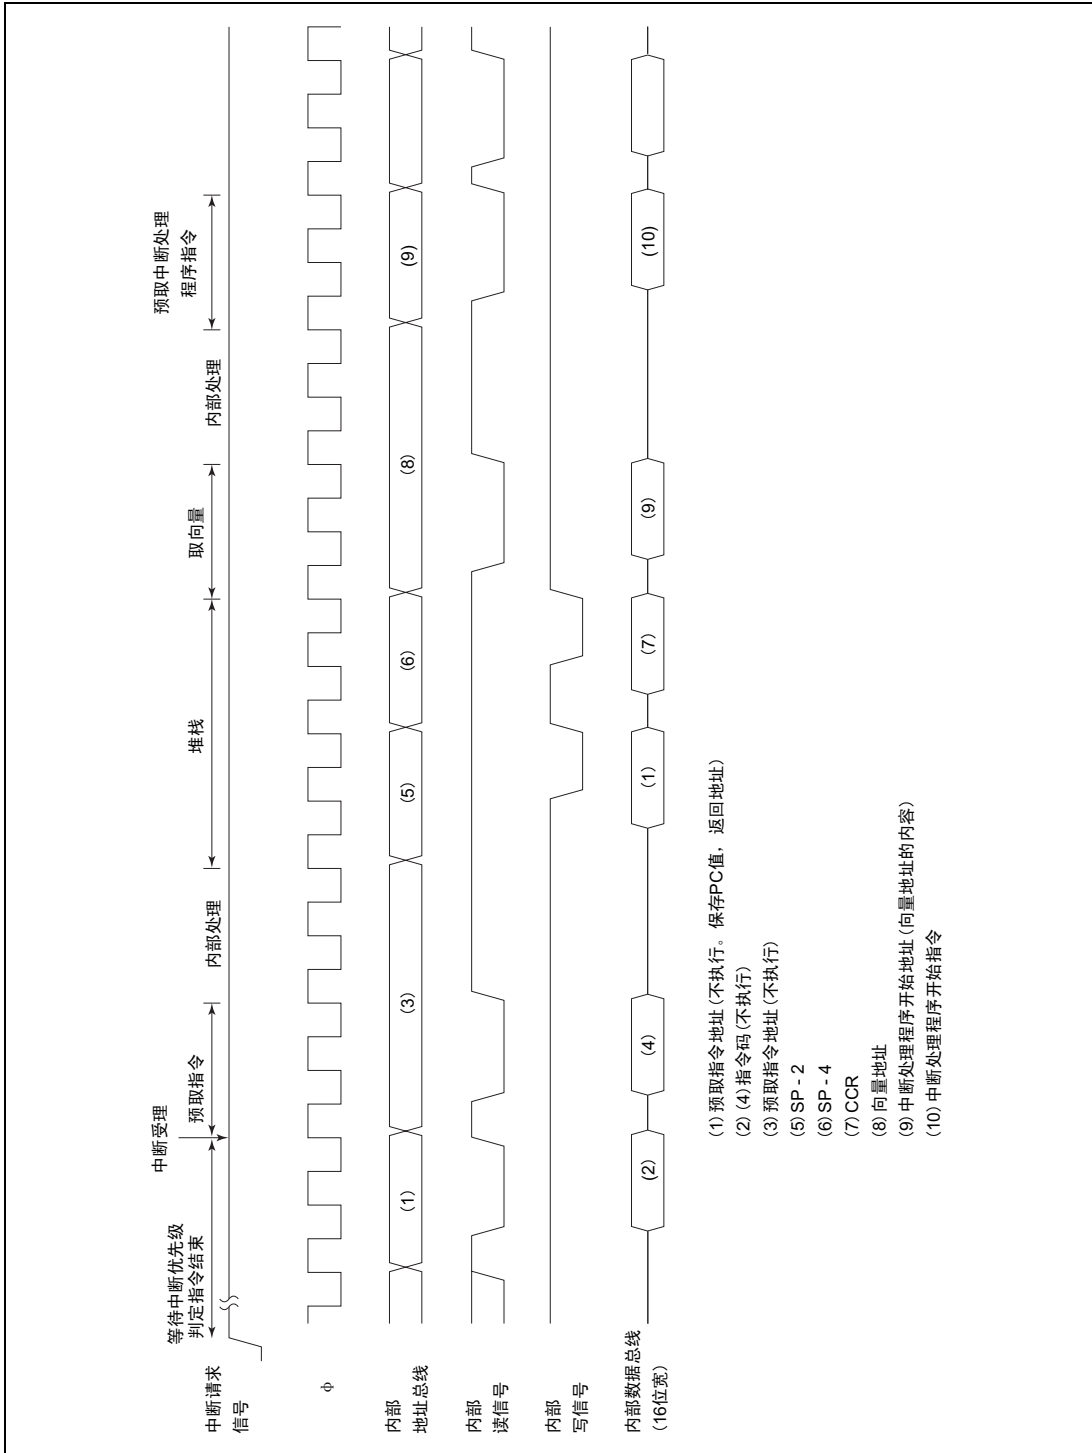 等待中断优先级
判定指令结束
中断受理
预取指令
内部处理
堆栈
取向量
内部处理
预取中断处理
程序指令
中断请求
信号
φ
内部
地址总线
(1)
(3)
(5)
(6)
(8)
(9)
内部
读信号
内部
写信号
内部数据总线
(16位宽)
(2)
(4)
(1)
(7)
(9)
(10)
(1) 预取指令地址(不执行。保存PC值，返回地址)
(2) (4) 指令码(不执行)
(3) 预取指令地址(不执行)
(5) SP - 2
(6) SP - 4
(7) CCR
(8) 向量地址
(9) 中断处理程序开始地址(向量地址的内容)
(10) 中断处理程序开始指令